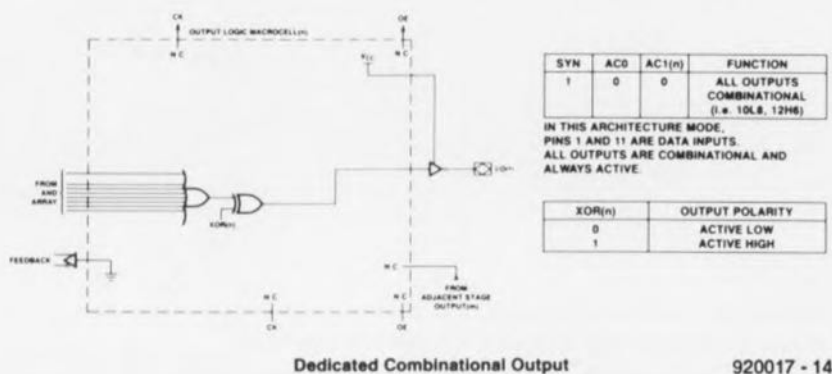 CK
OUTPUT LOGIC MACROCELL(n)
OE
N C
N C
VCC
FROM
AND
ARRAY
XOR(n)
FEEDBACK
N C
FROM
ADJACENT STAGE
OUTPUT(m)
N C
N C
CK
OE
SYN AC0 AC1(n) FUNCTION
1 0 0 ALL OUTPUTS
COMBINATIONAL
(i.e. 10L8, 12H6)
IN THIS ARCHITECTURE MODE,
PINS 1 AND 11 ARE DATA INPUTS.
ALL OUTPUTS ARE COMBINATIONAL AND
ALWAYS ACTIVE.
XOR(n) OUTPUT POLARITY
0 ACTIVE LOW
1 ACTIVE HIGH
Dedicated Combinational Output
920017 - 14